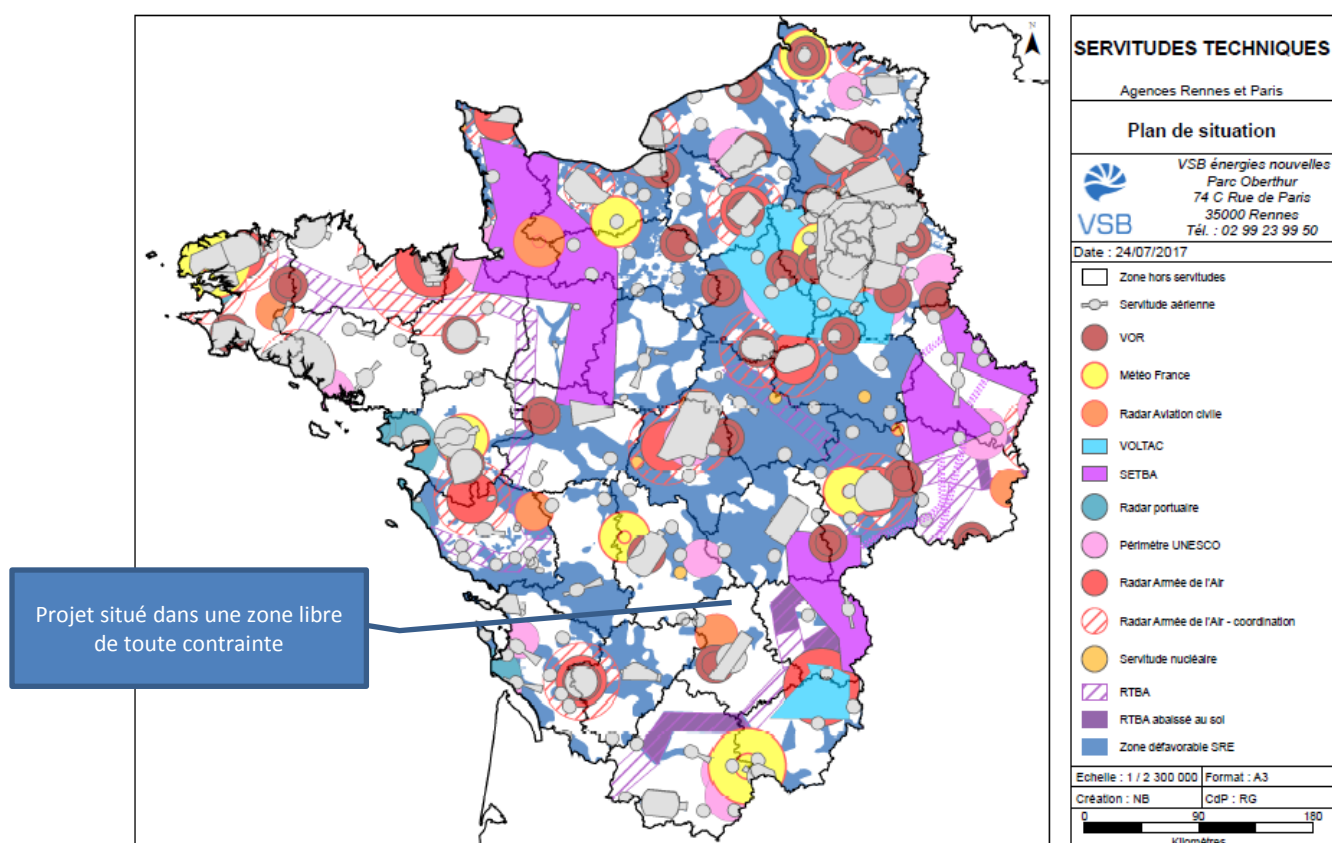 N
Projet situé dans une zone libre
de toute contrainte
SERVITUDES TECHNIQUES
Agences Rennes et Paris
Plan de situation
VSB
VSB énergies nouvelles
Parc Oberthur
74 C Rue de Paris
35000 Rennes
Tél. : 02 99 23 99 50
Date : 24/07/2017
Zone hors servitudes
Servitude aérienne
VOR
Météo France
Radar Aviation civile
VOLTAC
SETBA
Radar portuaire
Périmètre UNESCO
Radar Armée de l'Air
Radar Armée de l'Air - coordination
Servitude nucléaire
RTBA
RTBA abaissé au sol
Zone défavorable SRE
Echelle : 1 / 2 300 000 Format : A3
Création : NB CdP : RG
0 90 180
Kilomètres